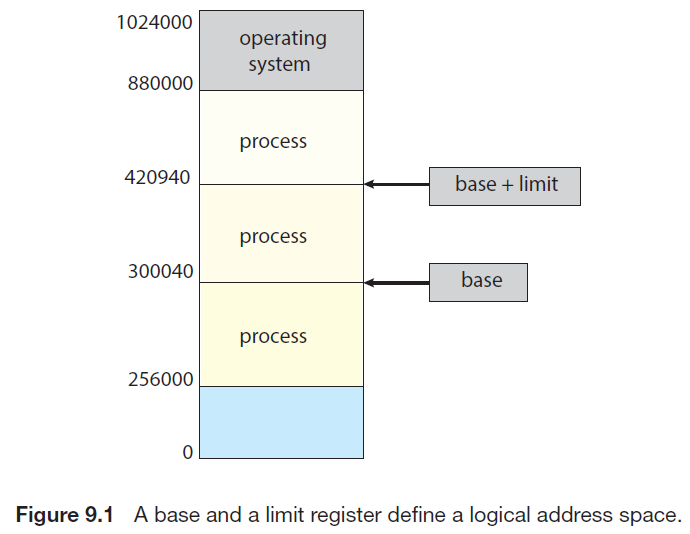 1024000
operating
system
880000
process
420940
base + limit
process
300040
base
process
256000
0
Figure 9.1 A base and a limit register define a logical address space.